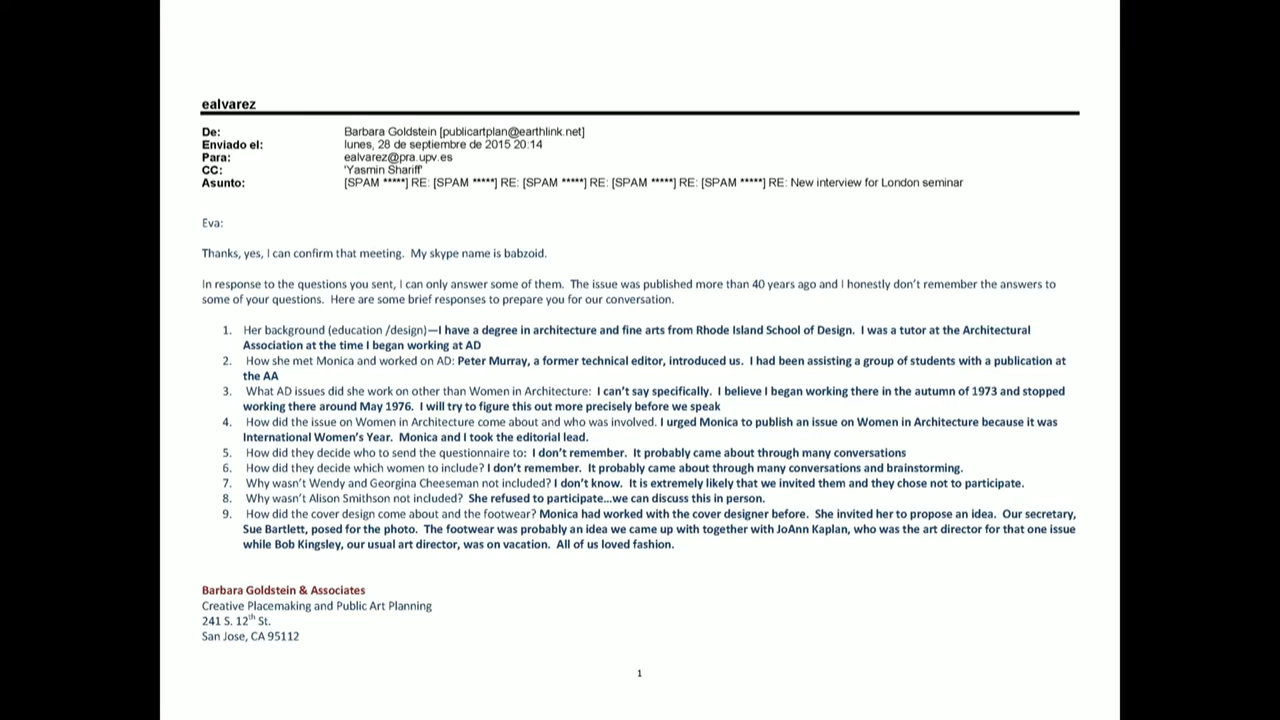 ealvarez
De: Barbara Goldstein [publicartplan@earthlink.net]
Enviado el: lunes, 28 de septiembre de 2015 20:14
Para: ealvarez@pra.upv.es
CC: 'Yasmin Shariff'
Asunto: [SPAM *****] RE: [SPAM *****] RE: [SPAM *****] RE: [SPAM *****] RE: [SPAM *****] RE: New interview for London seminar
Eva:
Thanks, yes, I can confirm that meeting. My skype name is babzoid.
In response to the questions you sent, I can only answer some of them. The issue was published more than 40 years ago and I honestly don't remember the answers to
some of your questions. Here are some brief responses to prepare you for our conversation.
1. Her background (education /design)—I have a degree in architecture and fine arts from Rhode Island School of Design. I was a tutor at the Architectural
Association at the time I began working at AD
2. How she met Monica and worked on AD: Peter Murray, a former technical editor, introduced us. I had been assisting a group of students with a publication at
the AA
3. What AD issues did she work on other than Women in Architecture: I can't say specifically. I believe I began working there in the autumn of 1973 and stopped
working there around May 1976. I will try to figure this out more precisely before we speak
4. How did the issue on Women in Architecture come about and who was involved. I urged Monica to publish an issue on Women in Architecture because it was
International Women's Year. Monica and I took the editorial lead.
5. How did they decide who to send the questionnaire to: I don't remember. It probably came about through many conversations
6. How did they decide which women to include? I don't remember. It probably came about through many conversations and brainstorming.
7. Why wasn't Wendy and Georgina Cheeseman not included? I don't know. It is extremely likely that we invited them and they chose not to participate.
8. Why wasn't Alison Smithson not included? She refused to participate...we can discuss this in person.
9. How did the cover design come about and the footwear? Monica had worked with the cover designer before. She invited her to propose an idea. Our secretary,
Sue Bartlett, posed for the photo. The footwear was probably an idea we came up with together with JoAnn Kaplan, who was the art director for that one issue
while Bob Kingsley, our usual art director, was on vacation. All of us loved fashion.
Barbara Goldstein & Associates
Creative Placemaking and Public Art Planning
241 S. 12th St.
San Jose, CA 95112
1